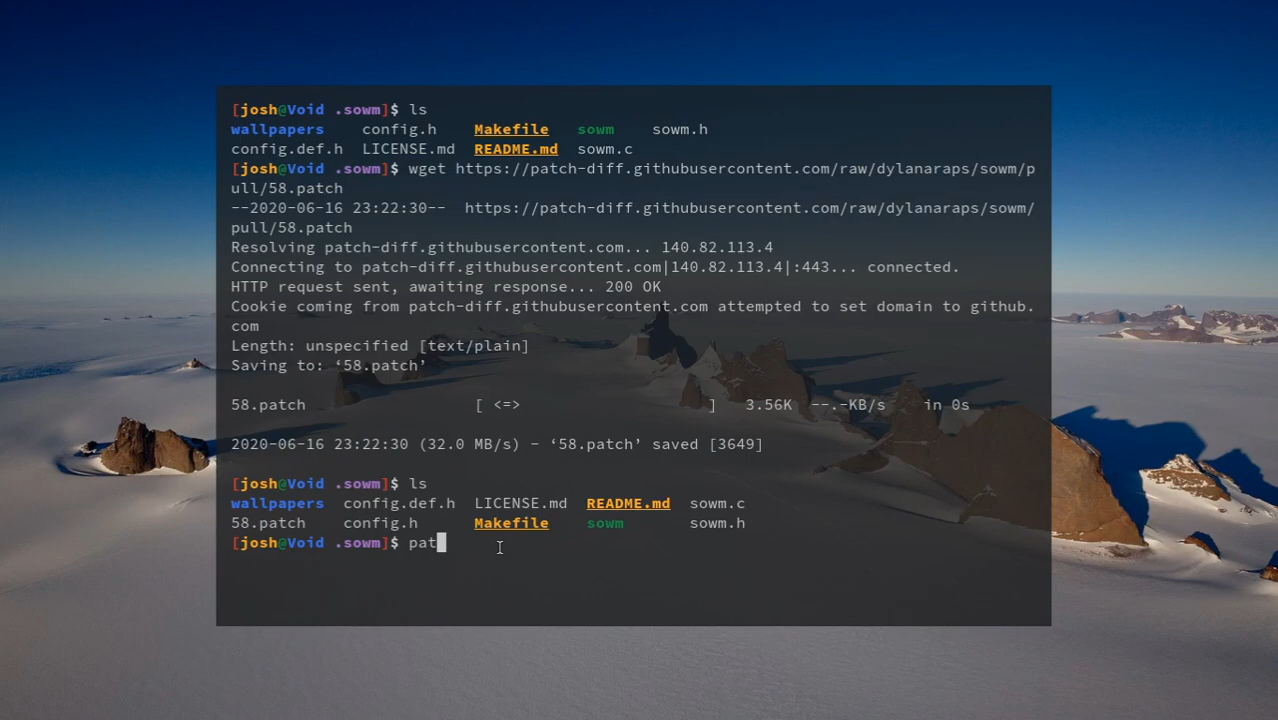 [josh@Void .sowm]$ ls
wallpapers config.h Makefile sowm sowm.h
config.def.h LICENSE.md README.md sowm.c
[josh@Void .sowm]$ wget https://patch-diff.githubusercontent.com/raw/dylanaraps/sowm/p
ull/58.patch
--2020-06-16 23:22:30-- https://patch-diff.githubusercontent.com/raw/dylanaraps/sowm/
pull/58.patch
Resolving patch-diff.githubusercontent.com... 140.82.113.4
Connecting to patch-diff.githubusercontent.com|140.82.113.4|:443... connected.
HTTP request sent, awaiting response... 200 OK
Cookie coming from patch-diff.githubusercontent.com attempted to set domain to github.
com
Length: unspecified [text/plain]
Saving to: ‘58.patch’
58.patch [ <=> ] 3.56K --.-KB/s in 0s
2020-06-16 23:22:30 (32.0 MB/s) - ‘58.patch’ saved [3649]
[josh@Void .sowm]$ ls
wallpapers config.def.h LICENSE.md README.md sowm.c
58.patch config.h Makefile sowm sowm.h
[josh@Void .sowm]$ pat